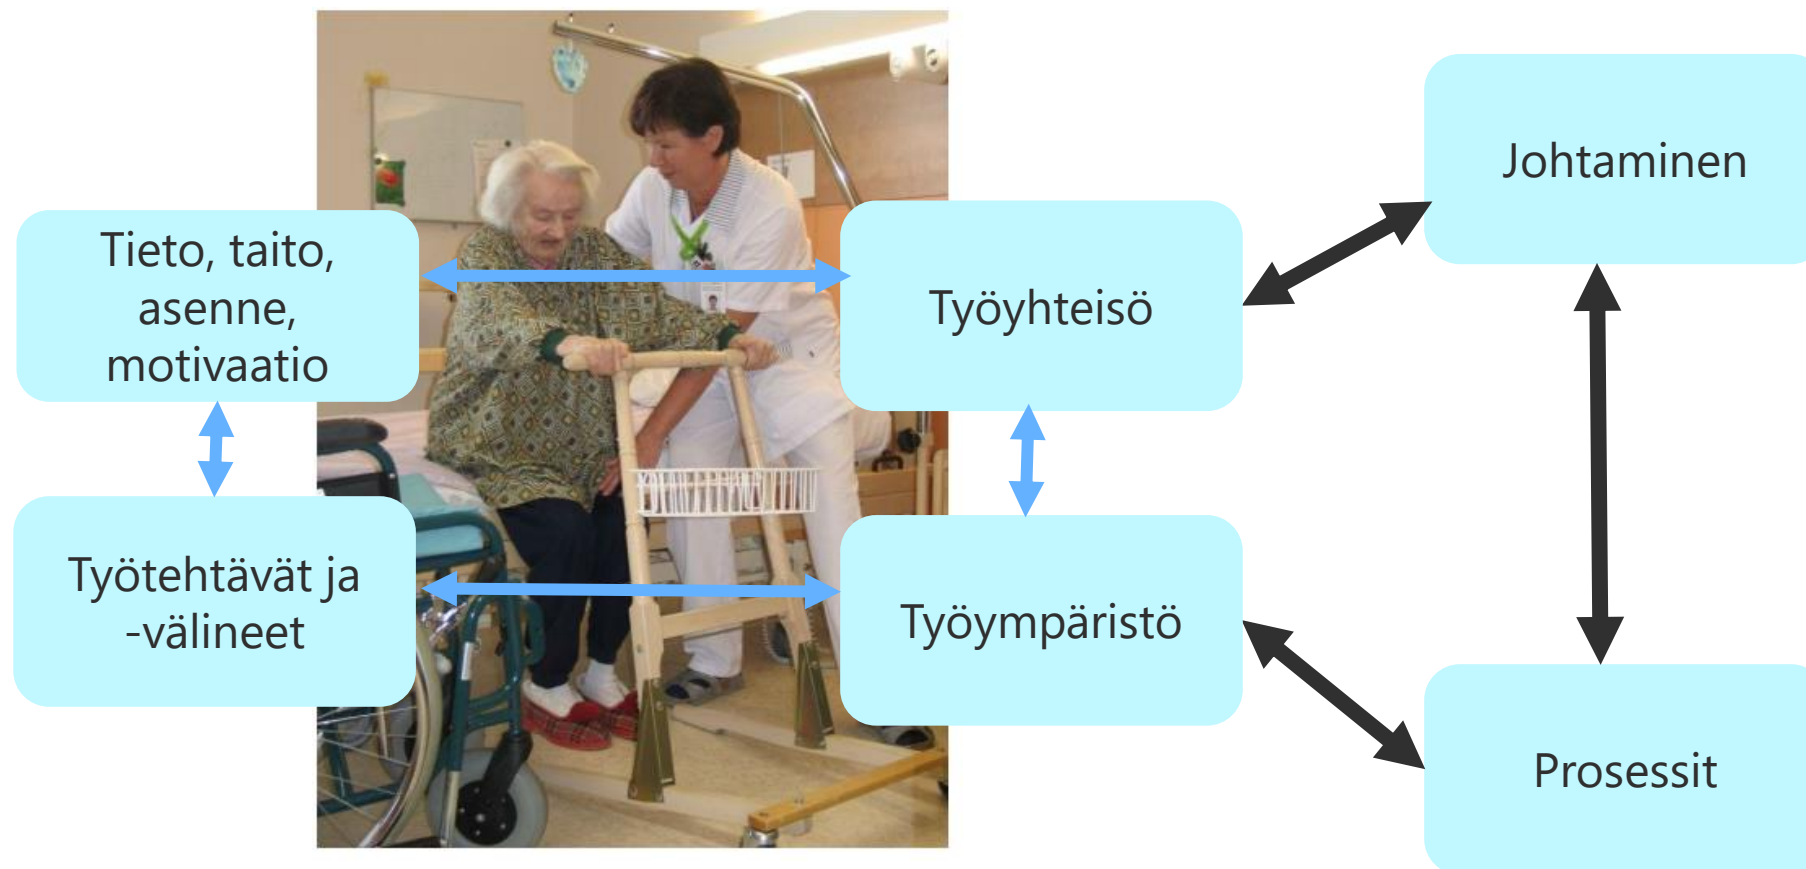 Tieto, taito,
asenne,
motivaatio
Työtehtävät ja
-välineet
Työyhteisö
Työympäristö
Johtaminen
Prosessit